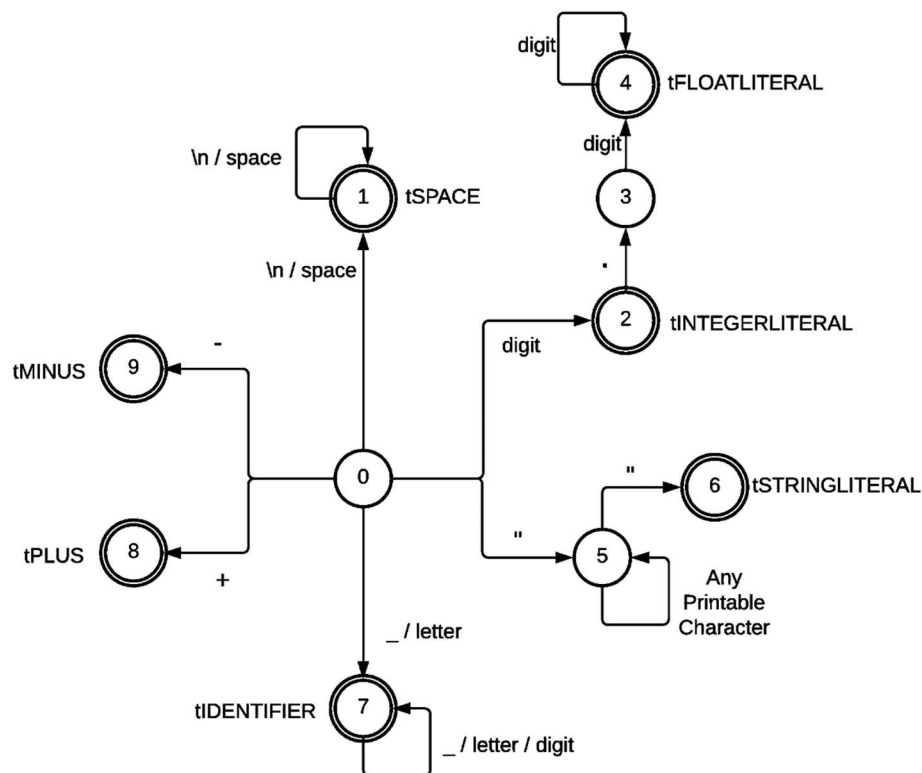 digit
4
tFLOATLITERAL
digit
\n / space
1
tSPACE
3
\n / space
.
2
tINTEGERLITERAL
digit
-
9
tMINUS
0
"
6
tSTRINGLITERAL
8
tPLUS
+
"
5
Any
Printable
Character
_ / letter
7
tIDENTIFIER
_ / letter / digit